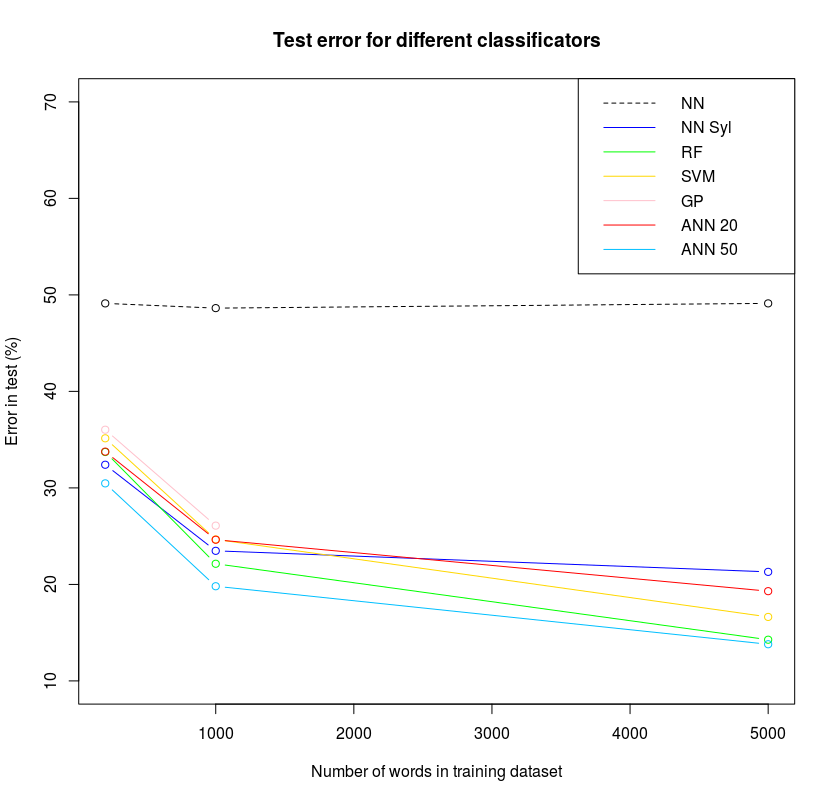 Test error for different classificators
NN
NN Syl
RF
SVM
GP
ANN 20
ANN 50
70
60
50
40
30
20
10
Error in test (%)
1000 2000 3000 4000 5000
Number of words in training dataset